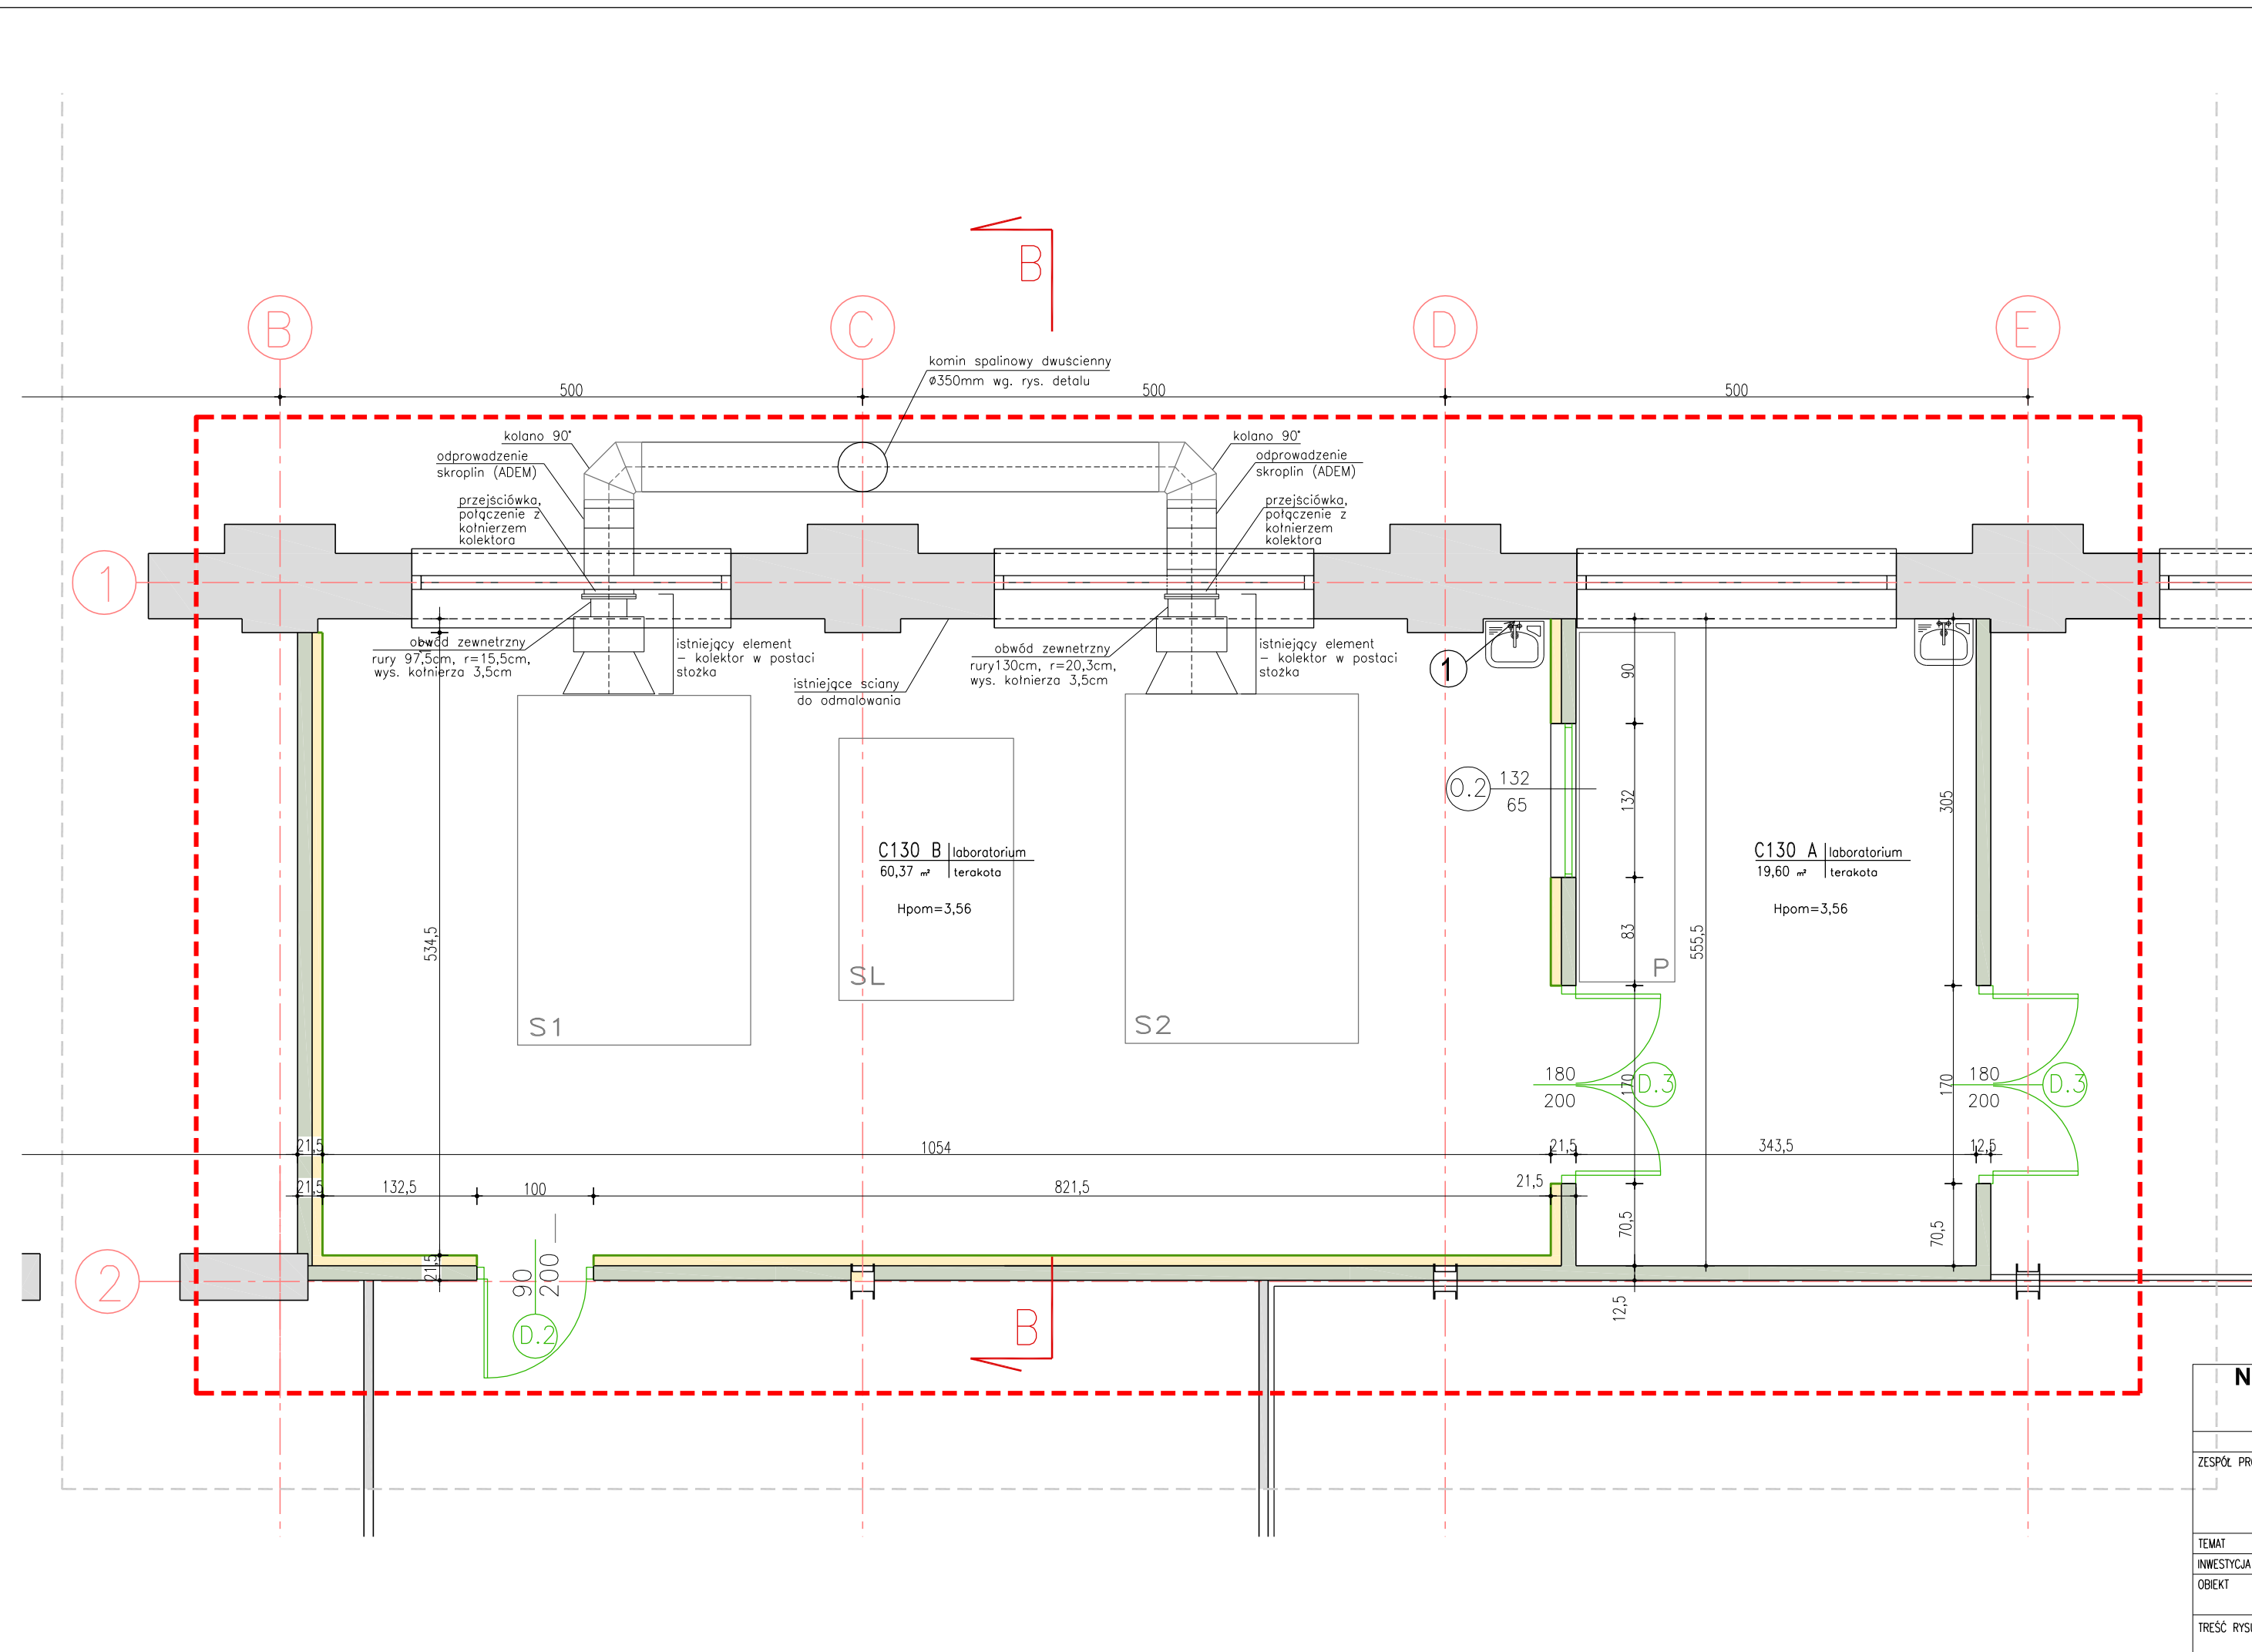 B
B
C
D
E
komin spalinowy dwuścienny
Ø350mm wg. rys. detalu
500
500
500
kolano 90°
odprowadzenie
skroplin (ADEM)
przejściówka,
połączenie z
kołnierzem
kolektora
kolano 90°
odprowadzenie
skroplin (ADEM)
przejściówka,
połączenie z
kołnierzem
kolektora
1
obwód zewnetrzny
rury 97,5cm, r=15,5cm,
wys. kołnierza 3,5cm
istniejący element
– kolektor w postaci
stożka
istniejące sciany
do odmalowania
obwód zewnetrzny
rury130cm, r=20,3cm,
wys. kołnierza 3,5cm
istniejący element
– kolektor w postaci
stożka
1
90
O.2
132
65
132
305
C130 B
laboratorium
60,37 m²
terakota
Hpom=3,56
C130 A
laboratorium
19,60 m²
terakota
Hpom=3,56
534,5
83
555,5
SL
P
S1
S2
180
200
170
D.3
170
180
200
D.3
21,5
1054
21,5
343,5
12,5
21,5
132,5
100
821,5
21,5
70,5
70,5
21,5
90
200
2
12,5
D.2
B
N
ZESPÓŁ PR
TEMAT
INWESTYCJA
OBIEKT
TREŚĆ RYS